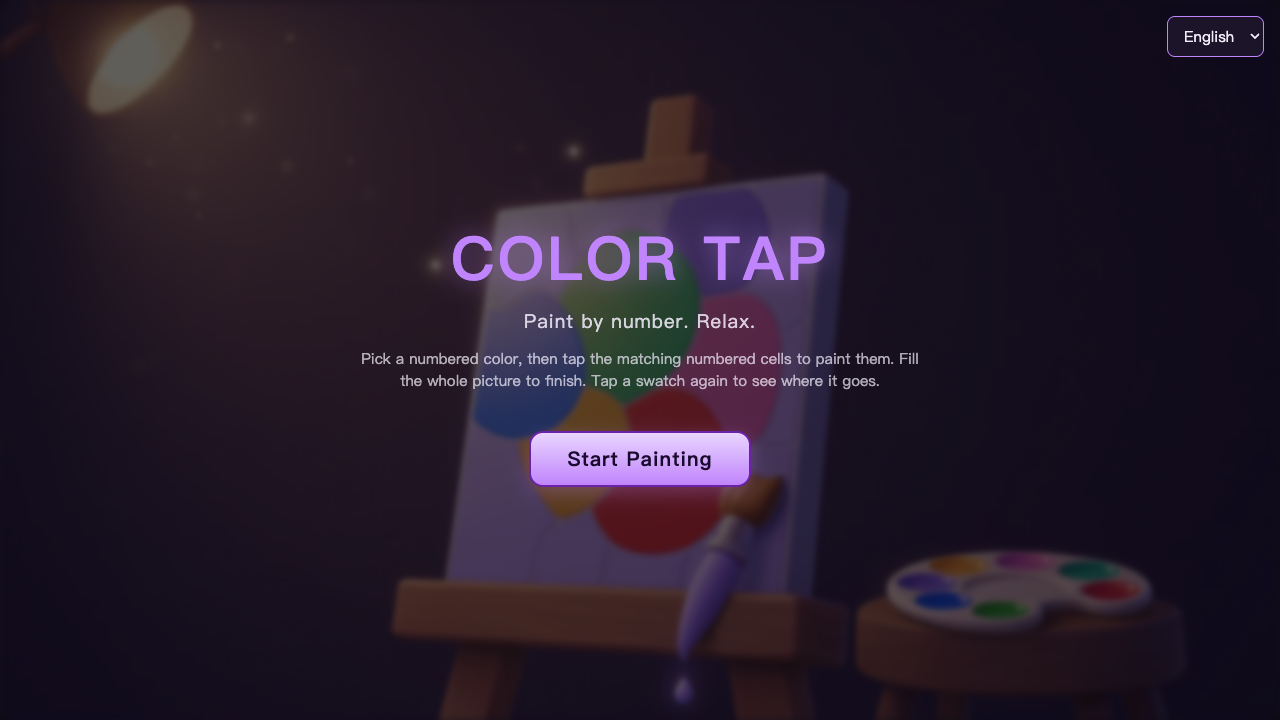 English
COLOR TAP
Paint by number. Relax.
Pick a numbered color, then tap the matching numbered cells to paint them. Fill
the whole picture to finish. Tap a swatch again to see where it goes.
Start Painting